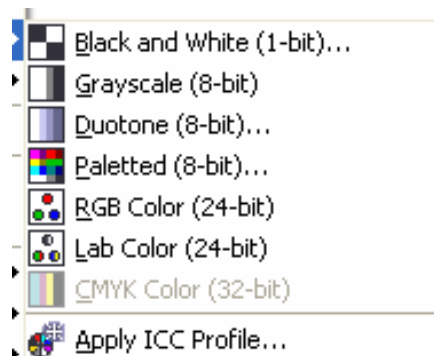 Black and White (1-bit)...
Grayscale (8-bit)
Duotone (8-bit)...
Paletted (8-bit)...
RGB Color (24-bit)
Lab Color (24-bit)
CMYK Color (32-bit)
Apply ICC Profile...